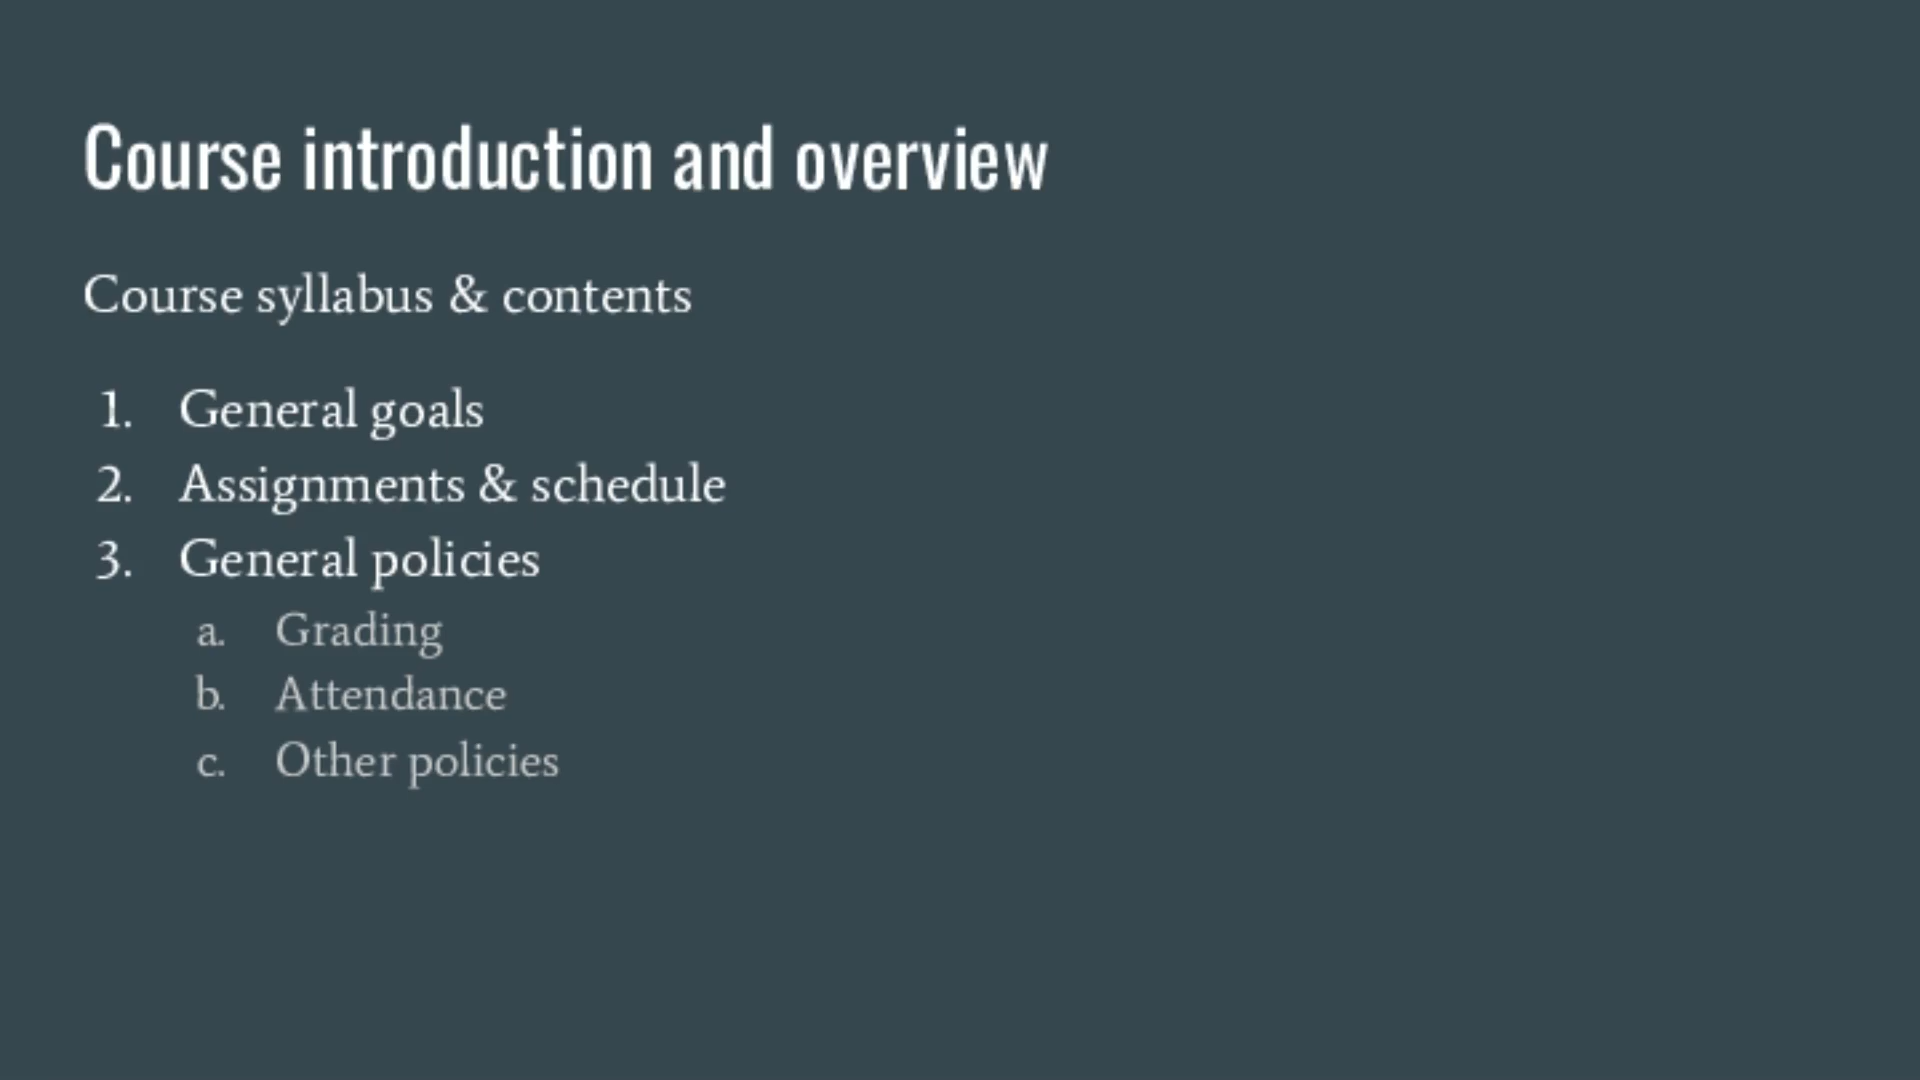 Course introduction and overview
Course syllabus & contents
1. General goals
2. Assignments & schedule
3. General policies
a. Grading
b. Attendance
c. Other policies